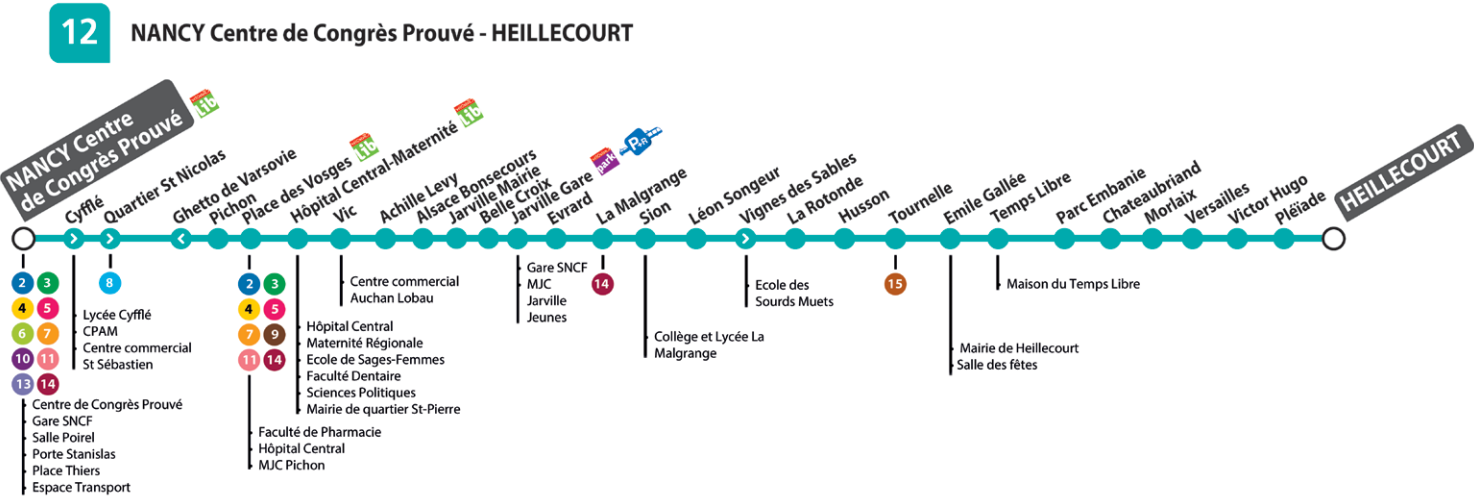 12
NANCY Centre de Congrès Prouvé - HEILLECOURT
NANCY Centre
de Congrès Prouvé
Lib
Cyfflé
Quartier St Nicolas
Ghetto de Varsovie
Pichon
Place des Vosges
Lib
Hôpital Central-Maternité
Lib
Vic
Achille Levy
Alsace Bonsecours
Jarville Mairie
Belle Croix
Jarville Gare
park
P+R
Evrard
La Malgrange
Sion
Léon Songeur
Vignes des Sables
La Rotonde
Husson
Tournelle
Emile Gallée
Temps Libre
Parc Embanie
Chateaubriand
Morlaix
Versailles
Victor Hugo
Pléïade
HEILLECOURT
2 3
4 5
6 7
10 11
13 14
Centre de Congrès Prouvé
Gare SNCF
Salle Poirel
Porte Stanislas
Place Thiers
Espace Transport
Lycée Cyfflé
CPAM
Centre commercial
St Sébastien
8
2 3
4 5
7 9
11 14
Faculté de Pharmacie
Hôpital Central
MJC Pichon
Hôpital Central
Maternité Régionale
Ecole de Sages-Femmes
Faculté Dentaire
Sciences Politiques
Mairie de quartier St-Pierre
Centre commercial
Auchan Lobau
Gare SNCF
MJC
Jarville
Jeunes
14
Collège et Lycée La
Malgrange
Ecole des
Sourds Muets
15
Mairie de Heillecourt
Salle des fêtes
Maison du Temps Libre